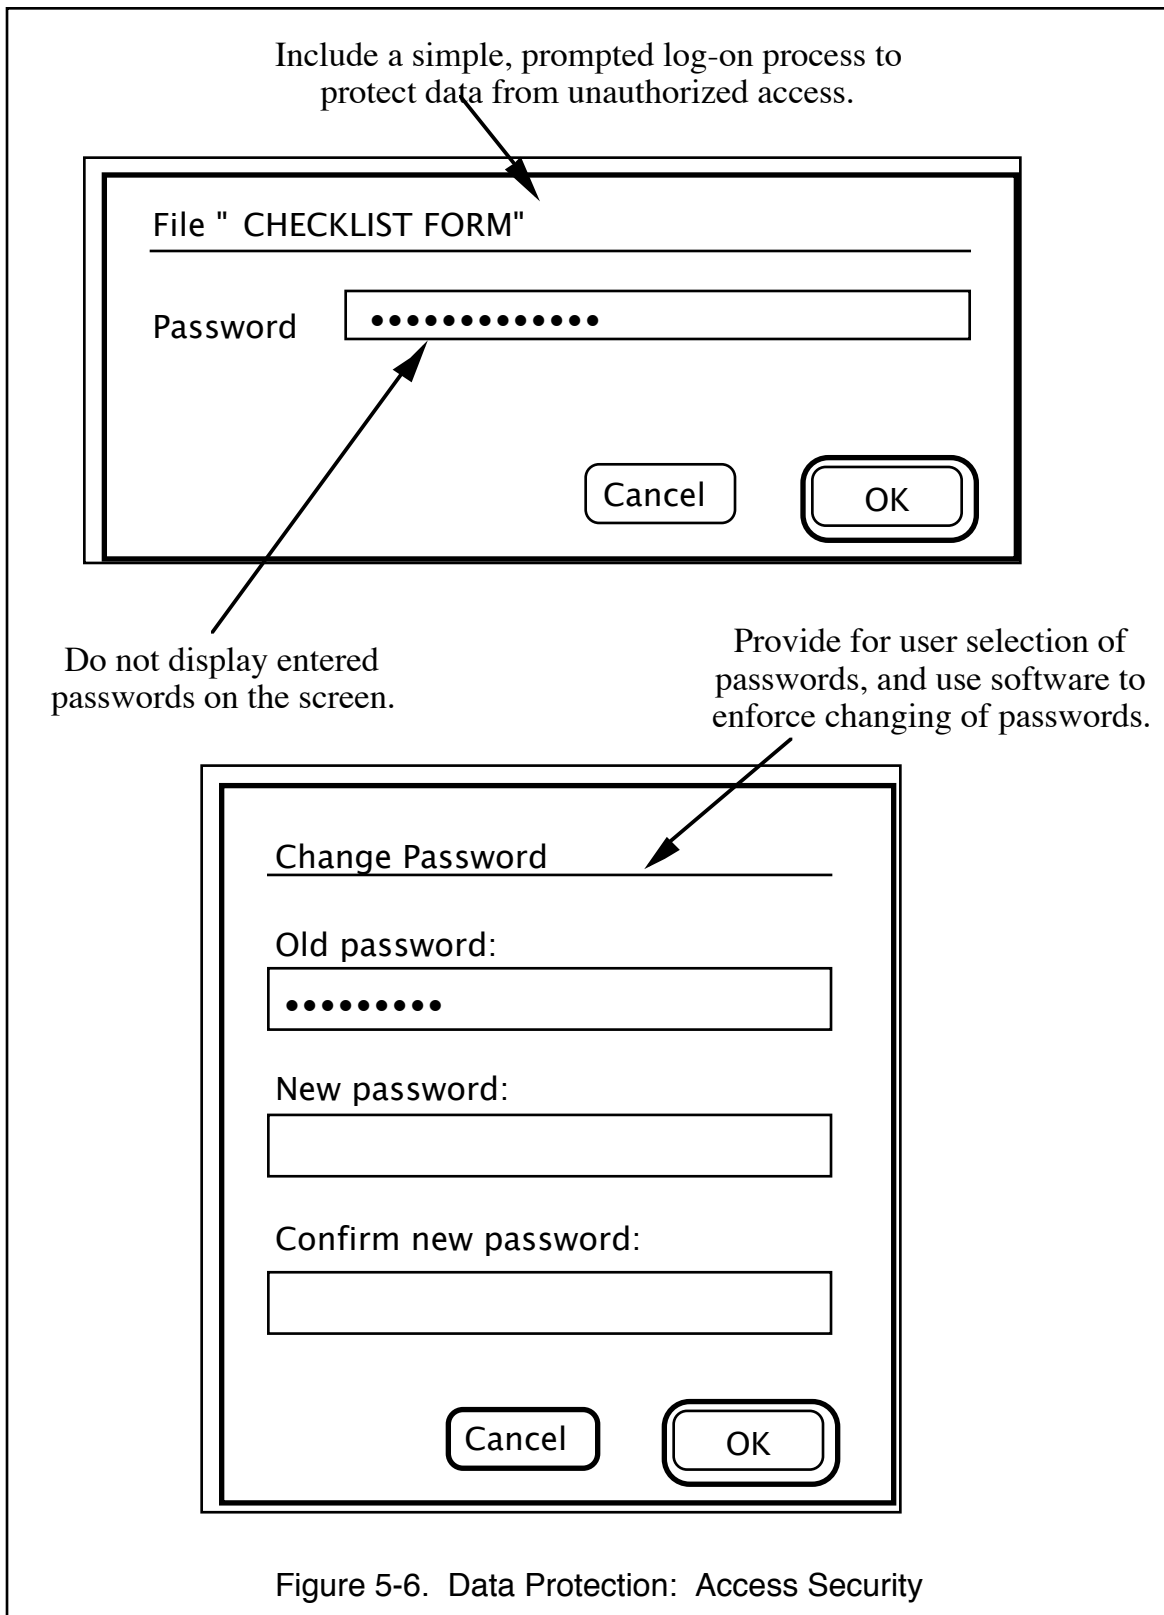 Include a simple, prompted log-on process to
protect data from unauthorized access.
File " CHECKLIST FORM"
Password
•••••••••••••
Cancel
OK
Do not display entered
passwords on the screen.
Provide for user selection of
passwords, and use software to
enforce changing of passwords.
Change Password
Old password:
•••••••••
New password:
Confirm new password:
Cancel
OK
Figure 5-6. Data Protection: Access Security